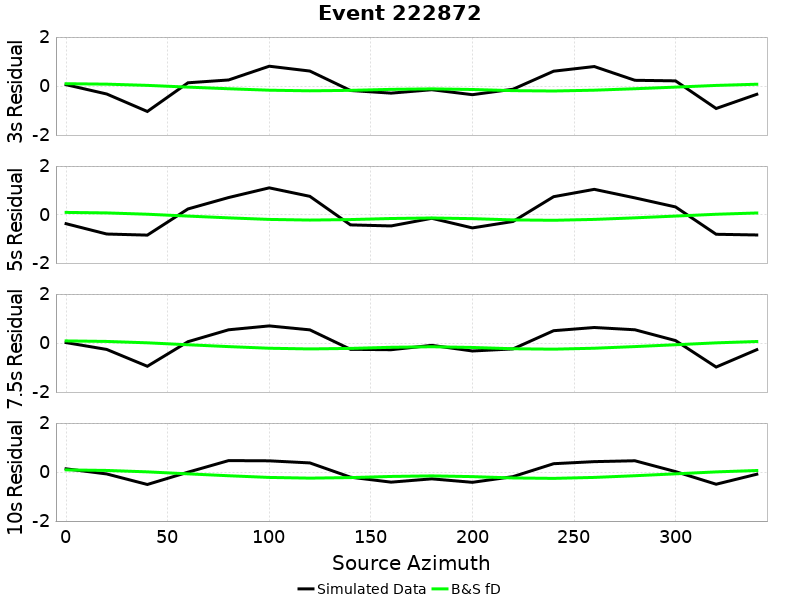 Event 222872
3s Residual
2
0
-2
5s Residual
2
0
-2
7.5s Residual
2
0
-2
10s Residual
2
0
-2
0 50 100 150 200 250 300
Source Azimuth
Simulated Data B&S fD